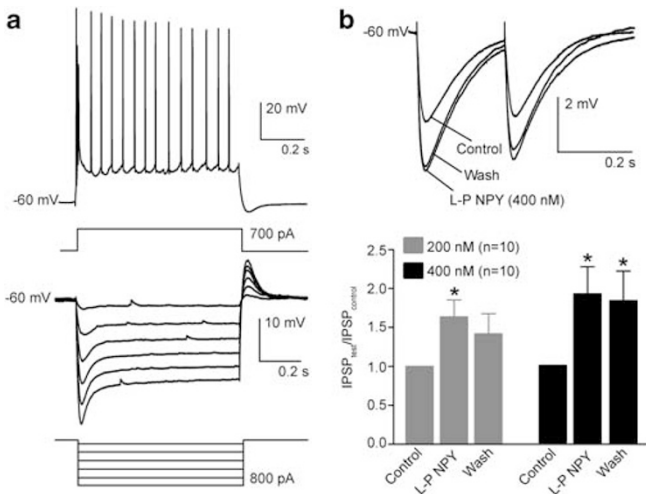 a
20 mV
0.2 s
-60 mV
700 pA
-60 mV
10 mV
0.2 s
800 pA
b
-60 mV
2 mV
0.2 s
Control
Wash
L-P NPY (400 nM)
200 nM (n=10)
400 nM (n=10)
IPSPtest/IPSPcontrol
2.5
2.0
1.5
1.0
0.5
0.0
*
*
*
Control
L-P NPY
Wash
Control
L-P NPY
Wash